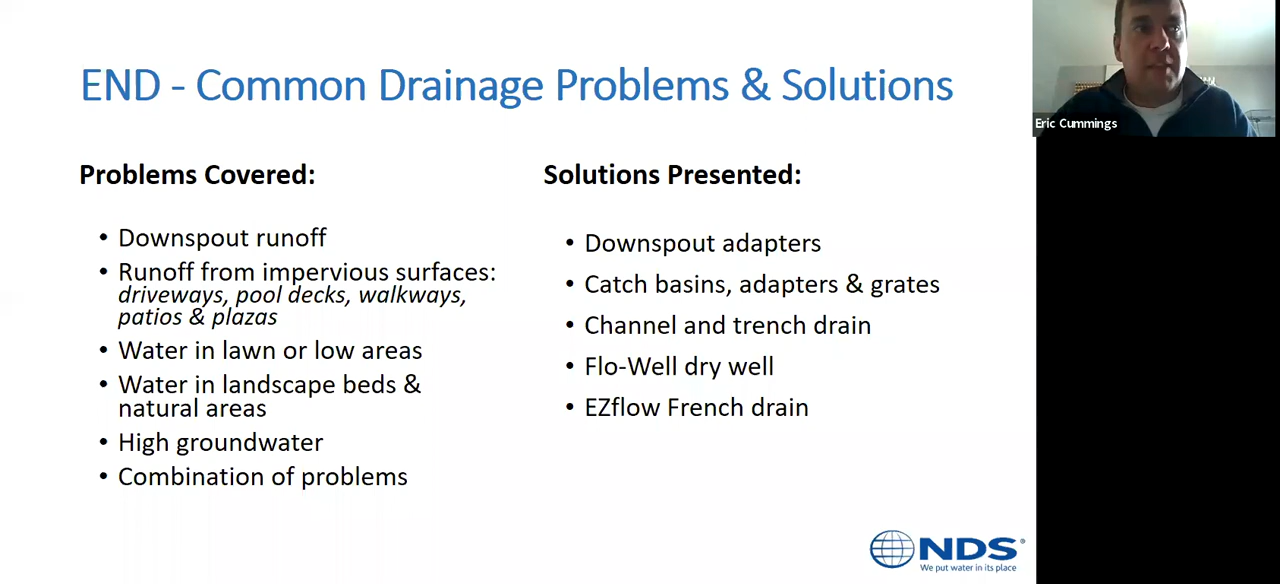 END - Common Drainage Problems & Solutions
Eric Cummings
Problems Covered:
• Downspout runoff
• Runoff from impervious surfaces:
driveways, pool decks, walkways,
patios & plazas
• Water in lawn or low areas
• Water in landscape beds &
natural areas
• High groundwater
• Combination of problems
Solutions Presented:
• Downspout adapters
• Catch basins, adapters & grates
• Channel and trench drain
• Flo-Well dry well
• EZflow French drain
NDS®
We put water in its place